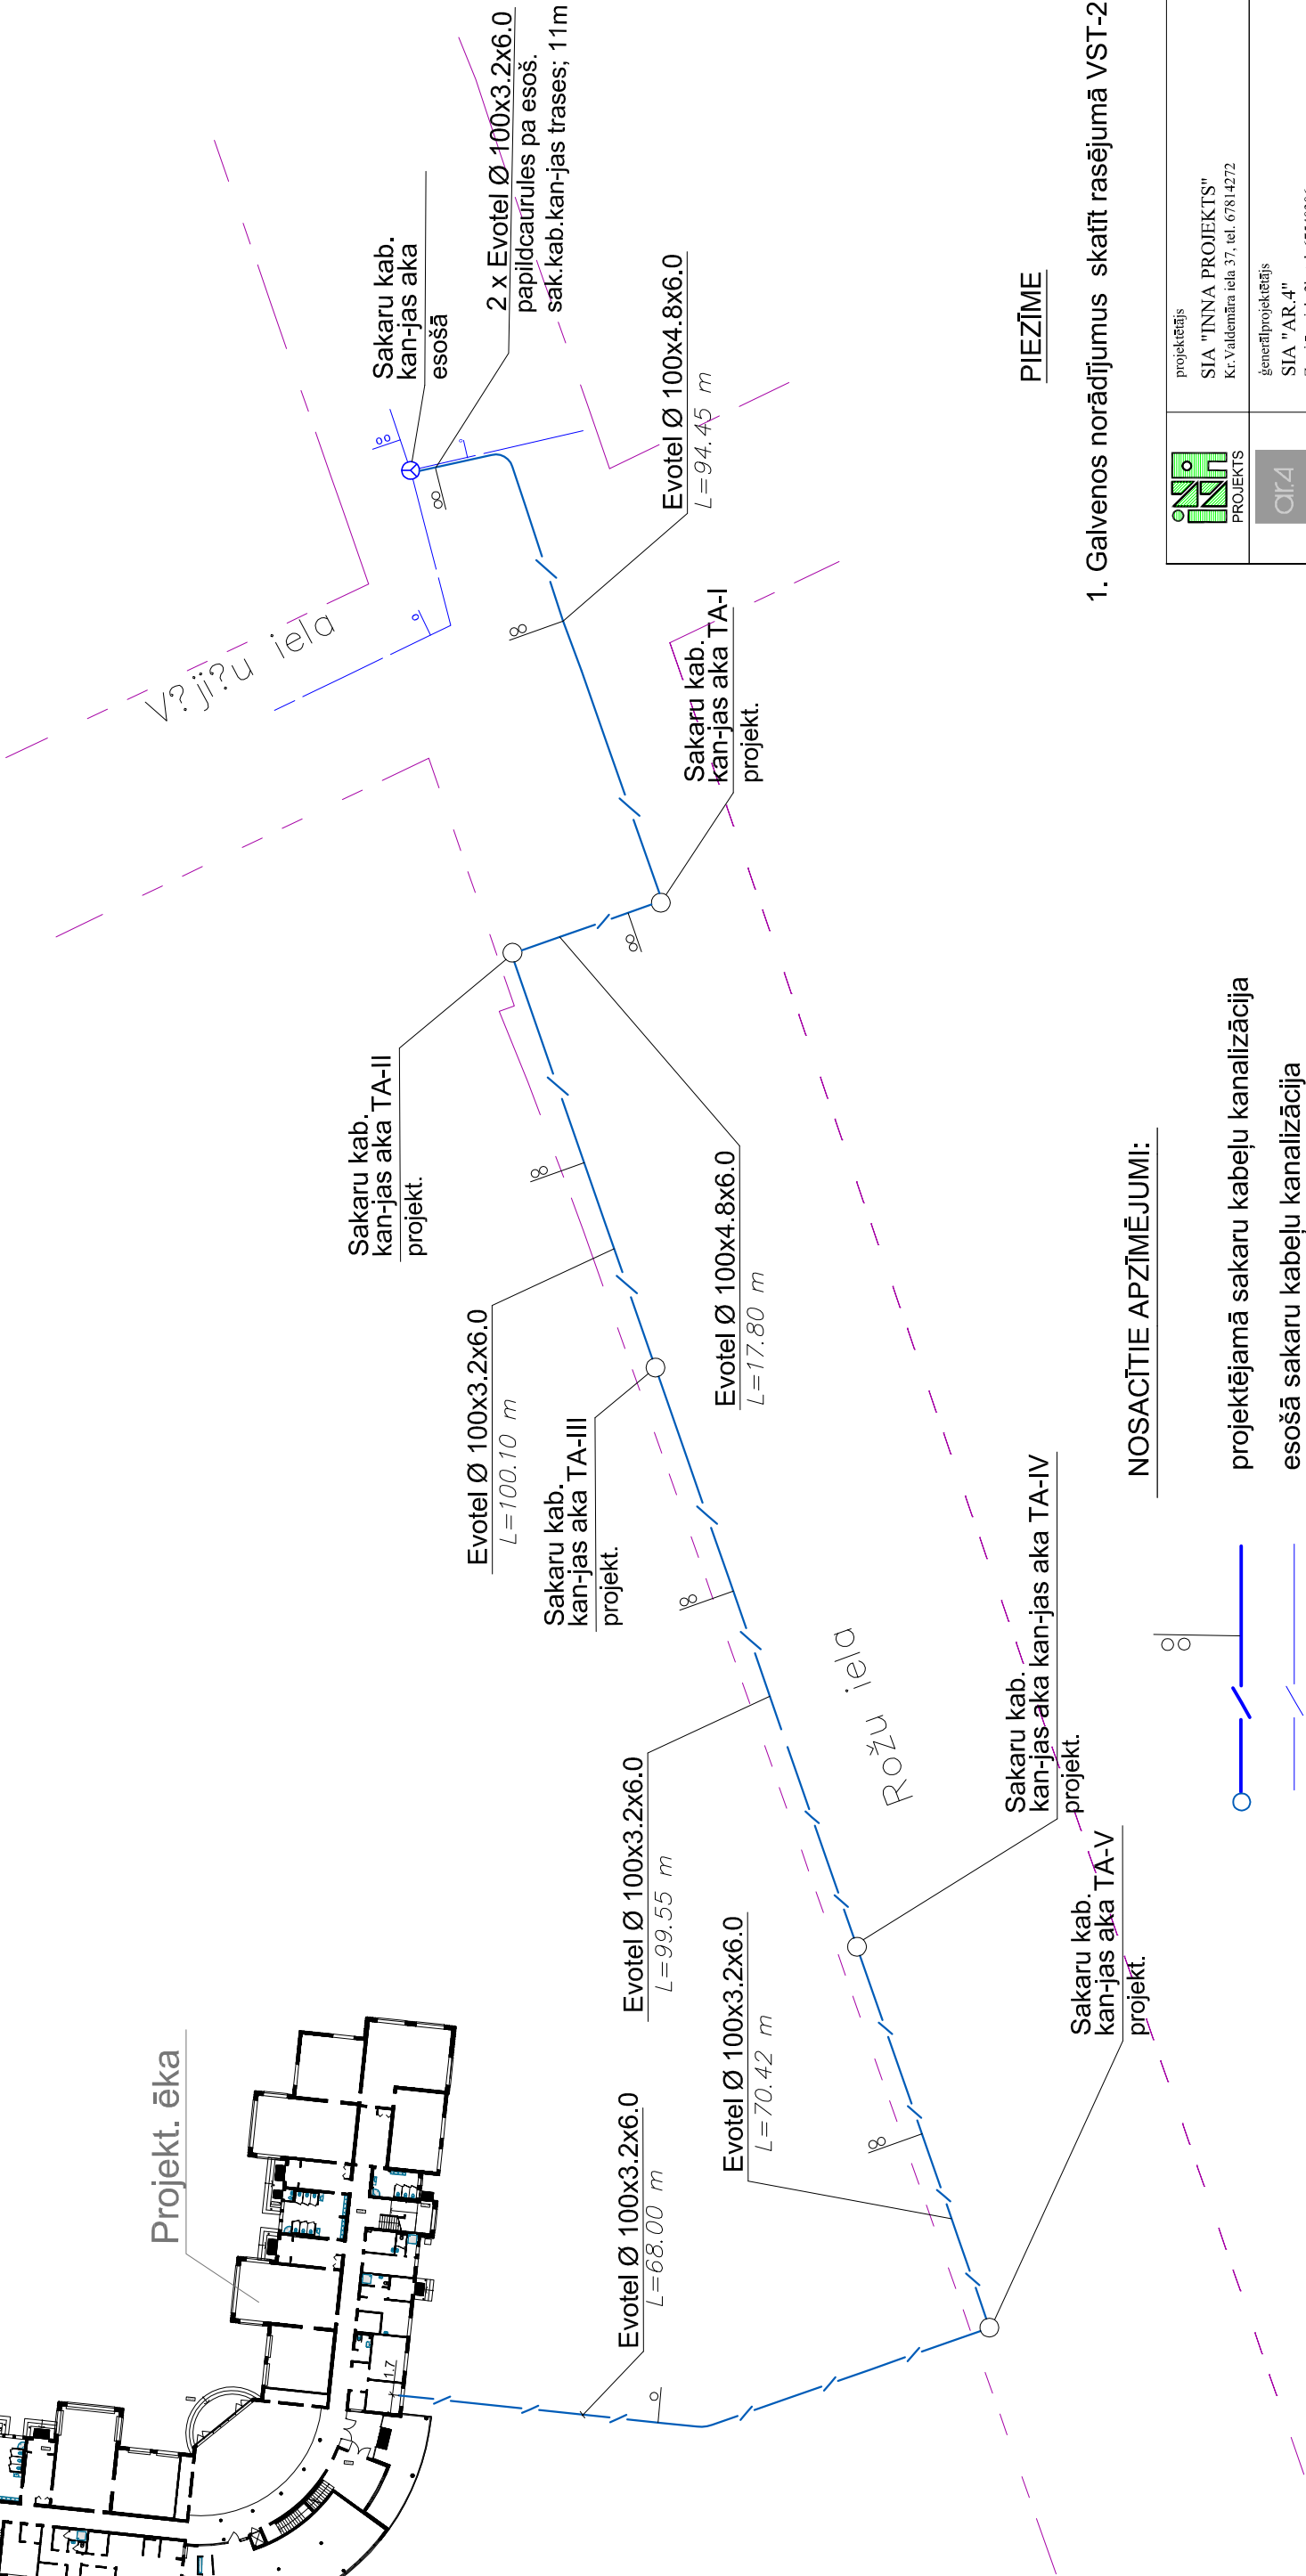 Projekt. ēka
1.7
V?jī?u iela
Sakaru kab.
kan-jas aka
esošā
2 x Evotel Ø 100x3.2x6.0
papildcaurules pa esoš.
sak.kab.kan-jas trases; 11m
Evotel Ø 100x4.8x6.0
L=94.45 m
Sakaru kab.
kan-jas aka TA-I
projekt.
Sakaru kab.
kan-jas aka TA-II
projekt.
Evotel Ø 100x4.8x6.0
L=17.80 m
Evotel Ø 100x3.2x6.0
L=100.10 m
Sakaru kab.
kan-jas aka TA-III
projekt.
Evotel Ø 100x3.2x6.0
L=99.55 m
Rožu iela
Sakaru kab.
kan-jas aka kan-jas aka TA-IV
projekt.
Evotel Ø 100x3.2x6.0
L=70.42 m
Sakaru kab.
kan-jas aka TA-V
projekt.
Evotel Ø 100x3.2x6.0
L=68.00 m
PIEZĪME
1. Galvenos norādījumus skatīt rasējumā VST-2
NOSACĪTIE APZĪMĒJUMI:
projektējamā sakaru kabeļu kanalizācija
esošā sakaru kabeļu kanalizācija
PROJEKTS
projektētājs
SIA "INNA PROJEKTS"
Kr.Valdemāra iela 37, tel. 67814272
ar.4
ģenerālprojektētājs
SIA "AR.4"